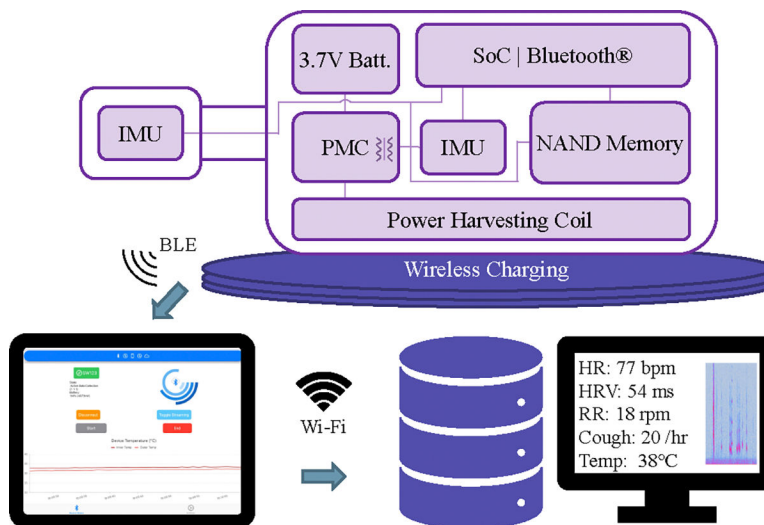 3.7V Batt.
SoC | Bluetooth®
IMU
PMC
IMU
NAND Memory
Power Harvesting Coil
BLE
Wireless Charging
Wi-Fi
Device Temperature (°C)
HR: 77 bpm
HRV: 54 ms
RR: 18 rpm
Cough: 20 /hr
Temp: 38°C